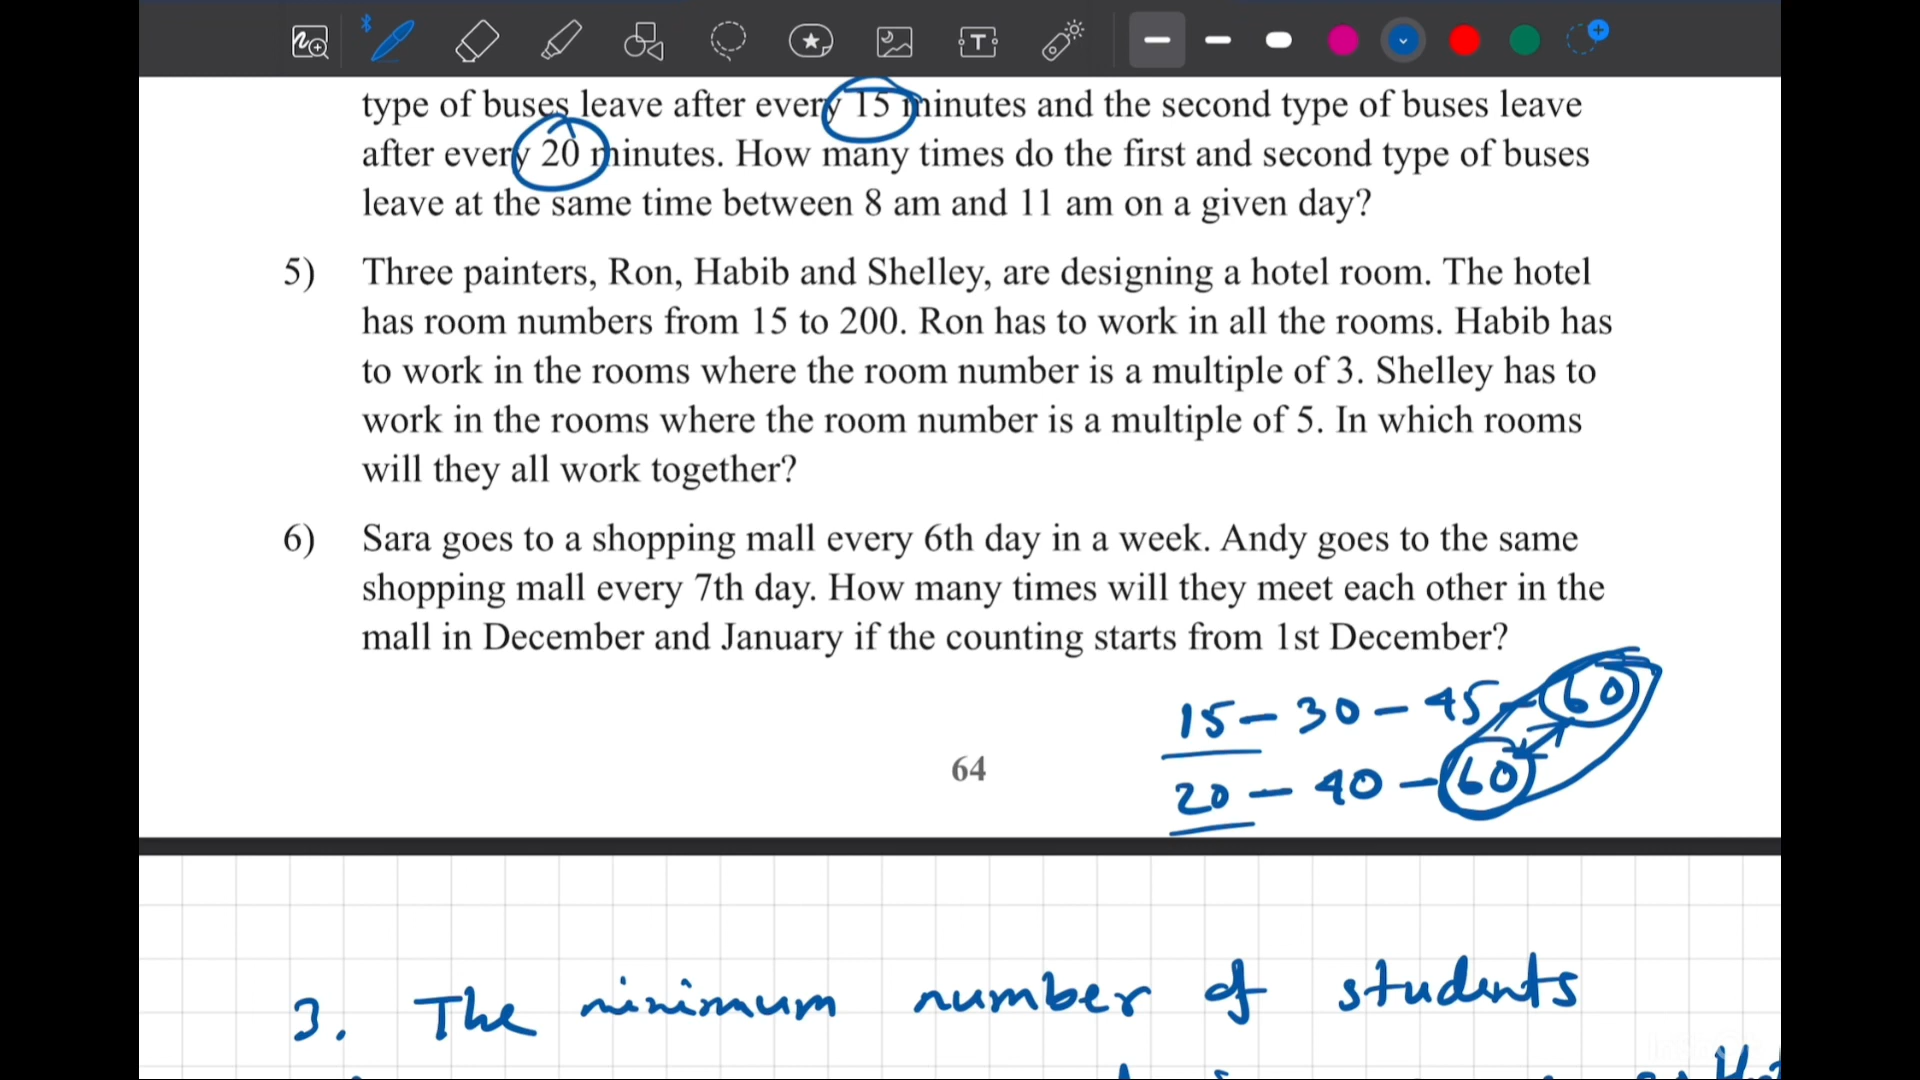 type of buses leave after every 15 minutes and the second type of buses leave
after every 20 minutes. How many times do the first and second type of buses
leave at the same time between 8 am and 11 am on a given day?
5) Three painters, Ron, Habib and Shelley, are designing a hotel room. The hotel
has room numbers from 15 to 200. Ron has to work in all the rooms. Habib has
to work in the rooms where the room number is a multiple of 3. Shelley has to
work in the rooms where the room number is a multiple of 5. In which rooms
will they all work together?
6) Sara goes to a shopping mall every 6th day in a week. Andy goes to the same
shopping mall every 7th day. How many times will they meet each other in the
mall in December and January if the counting starts from 1st December?
15 - 30 - 45 - 60
20 - 40 - 60
64
3. The minimum number of students